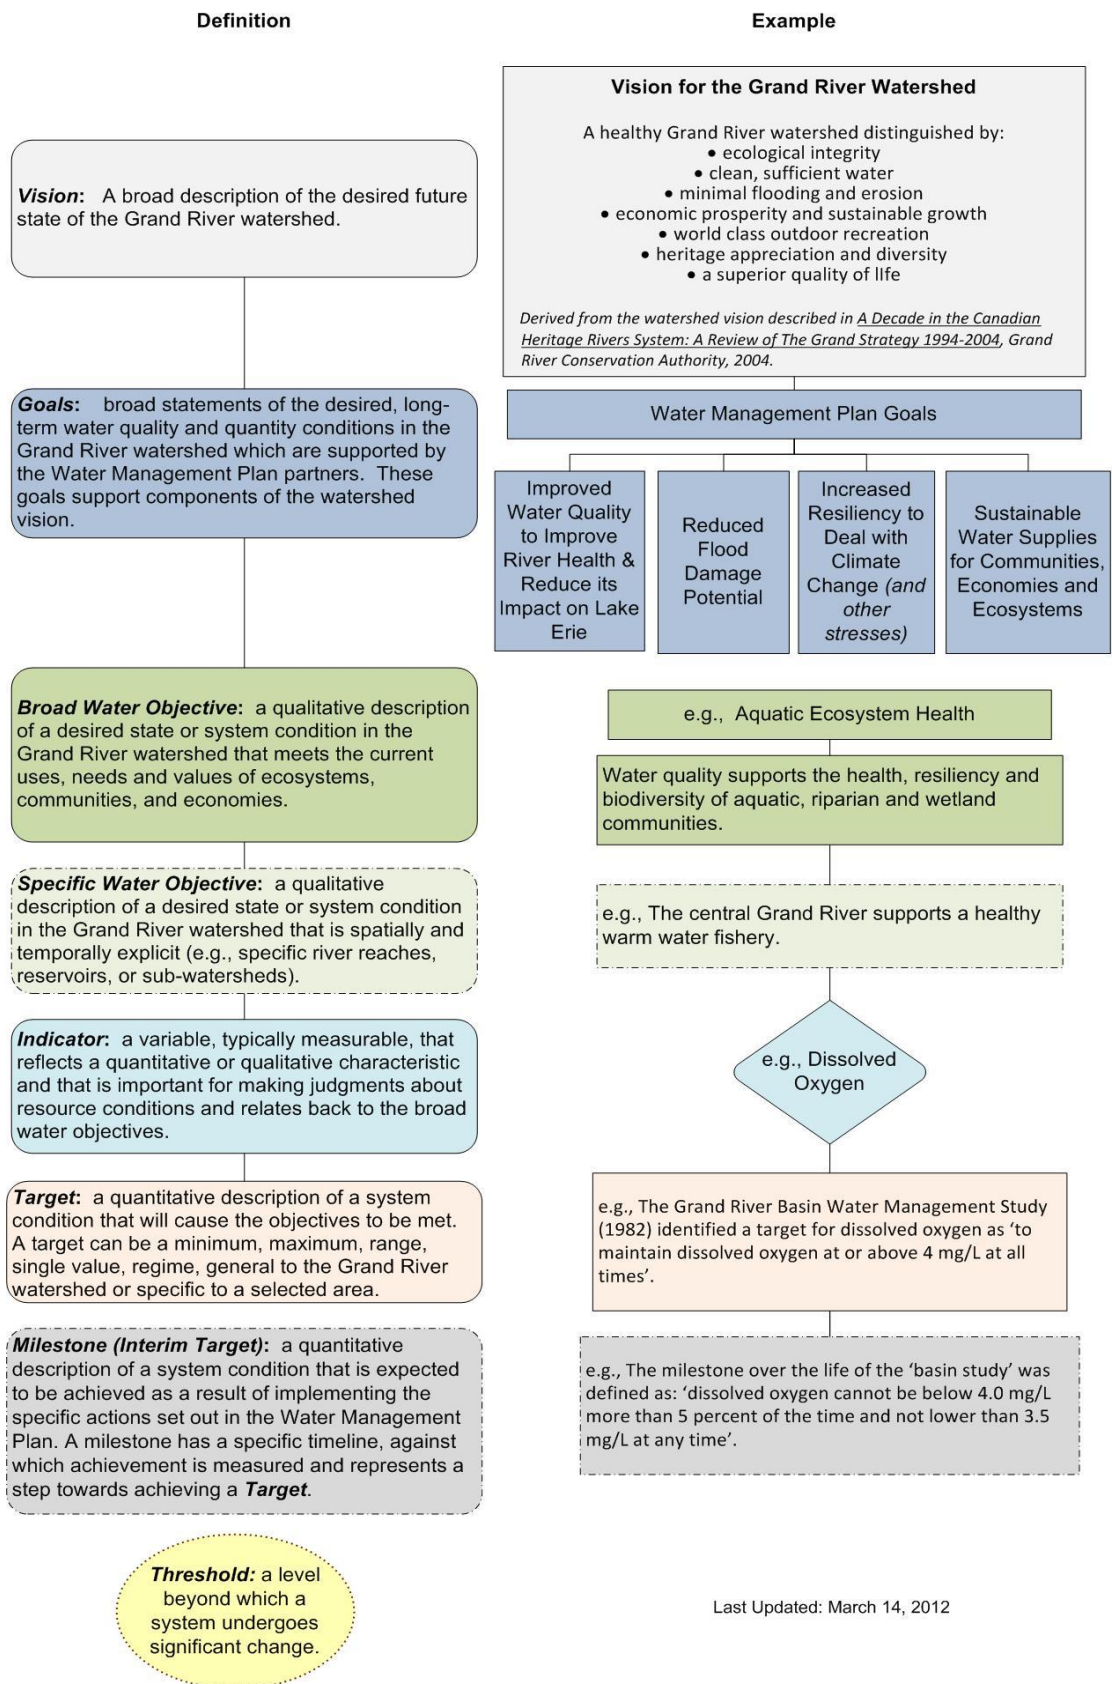 Definition
Example
Vision: A broad description of the desired future
state of the Grand River watershed.
Vision for the Grand River Watershed
A healthy Grand River watershed distinguished by:
• ecological integrity
• clean, sufficient water
• minimal flooding and erosion
• economic prosperity and sustainable growth
• world class outdoor recreation
• heritage appreciation and diversity
• a superior quality of lIfe
Derived from the watershed vision described in A Decade in the Canadian
Heritage Rivers System: A Review of The Grand Strategy 1994-2004, Grand
River Conservation Authority, 2004.
Goals: broad statements of the desired, long-
term water quality and quantity conditions in the
Grand River watershed which are supported by
the Water Management Plan partners. These
goals support components of the watershed
vision.
Water Management Plan Goals
Improved
Water Quality
to Improve
River Health &
Reduce its
Impact on Lake
Erie
Reduced
Flood
Damage
Potential
Increased
Resiliency to
Deal with
Climate
Change (and
other
stresses)
Sustainable
Water Supplies
for Communities,
Economies and
Ecosystems
Broad Water Objective: a qualitative description
of a desired state or system condition in the
Grand River watershed that meets the current
uses, needs and values of ecosystems,
communities, and economies.
e.g., Aquatic Ecosystem Health
Water quality supports the health, resiliency and
biodiversity of aquatic, riparian and wetland
communities.
Specific Water Objective: a qualitative
description of a desired state or system condition
in the Grand River watershed that is spatially and
temporally explicit (e.g., specific river reaches,
reservoirs, or sub-watersheds).
e.g., The central Grand River supports a healthy
warm water fishery.
Indicator: a variable, typically measurable, that
reflects a quantitative or qualitative characteristic
and that is important for making judgments about
resource conditions and relates back to the broad
water objectives.
e.g., Dissolved
Oxygen
Target: a quantitative description of a system
condition that will cause the objectives to be met.
A target can be a minimum, maximum, range,
single value, regime, general to the Grand River
watershed or specific to a selected area.
e.g., The Grand River Basin Water Management Study
(1982) identified a target for dissolved oxygen as ‘to
maintain dissolved oxygen at or above 4 mg/L at all
times’.
Milestone (Interim Target): a quantitative
description of a system condition that is expected
to be achieved as a result of implementing the
specific actions set out in the Water Management
Plan. A milestone has a specific timeline, against
which achievement is measured and represents a
step towards achieving a Target.
e.g., The milestone over the life of the ‘basin study’ was
defined as: ‘dissolved oxygen cannot be below 4.0 mg/L
more than 5 percent of the time and not lower than 3.5
mg/L at any time’.
Threshold: a level
beyond which a
system undergoes
significant change.
Last Updated: March 14, 2012